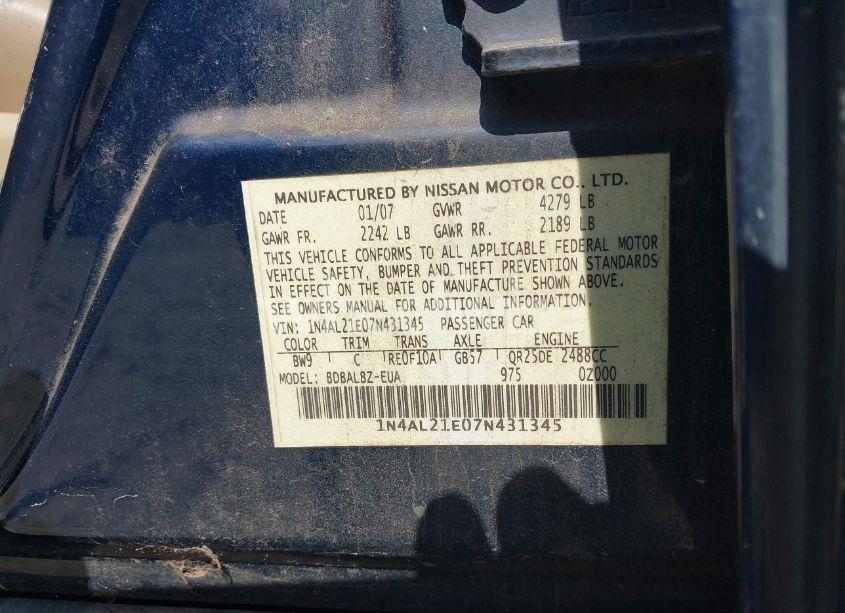 MANUFACTURED BY NISSAN MOTOR CO., LTD.
DATE 01/07 GVWR 4279 LB
GAWR FR. 2242 LB GAWR RR. 2189 LB
THIS VEHICLE CONFORMS TO ALL APPLICABLE FEDERAL MOTOR
VEHICLE SAFETY, BUMPER AND THEFT PREVENTION STANDARDS
IN EFFECT ON THE DATE OF MANUFACTURE SHOWN ABOVE.
SEE OWNERS MANUAL FOR ADDITIONAL INFORMATION.
VIN: 1N4AL21E07N431345 PASSENGER CAR
COLOR TRIM TRANS AXLE ENGINE
BW9 C RE0F10A GB57 QR25DE 2488CC
MODEL: BDBALBZ-EUA 975 0Z000
1N4AL21E07N431345